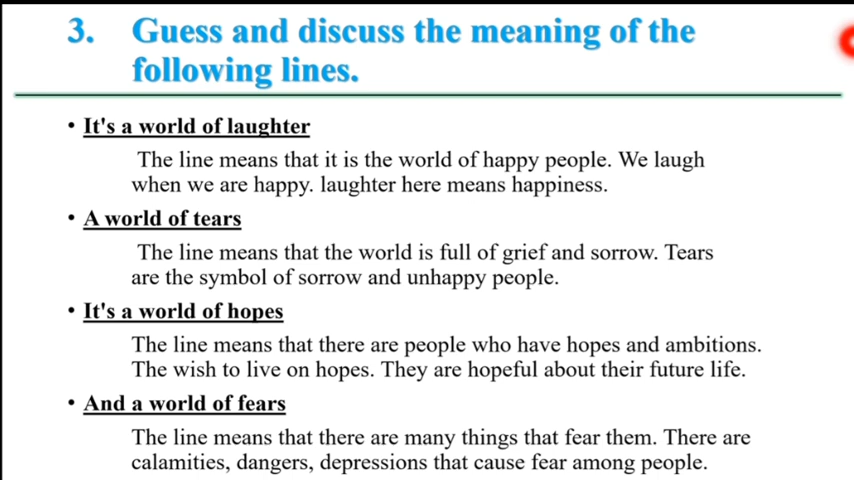 3. Guess and discuss the meaning of the
following lines.
• It's a world of laughter
The line means that it is the world of happy people. We laugh
when we are happy. laughter here means happiness.
• A world of tears
The line means that the world is full of grief and sorrow. Tears
are the symbol of sorrow and unhappy people.
• It's a world of hopes
The line means that there are people who have hopes and ambitions.
The wish to live on hopes. They are hopeful about their future life.
• And a world of fears
The line means that there are many things that fear them. There are
calamities, dangers, depressions that cause fear among people.